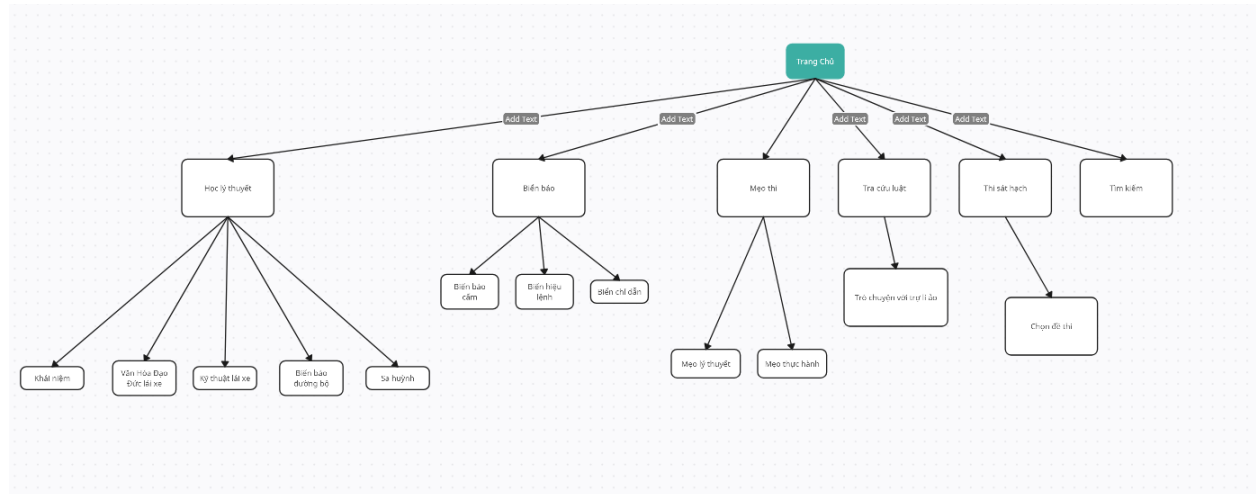 Trang Chủ
Add Text
Add Text
Add Text
Add Text
Add Text
Học lý thuyết
Biển báo
Mẹo thi
Tra cứu luật
Thi sát hạch
Tìm kiếm
Biển báo
cấm
Biển hiệu
lệnh
Biển chỉ dẫn
Trò chuyện với trợ lí ảo
Chọn đề thi
Mẹo lý thuyết
Mẹo thực hành
Khái niệm
Văn Hóa Đạo
Đức lái xe
Kỹ thuật lái xe
Biển báo
đường bộ
Sa huỳnh